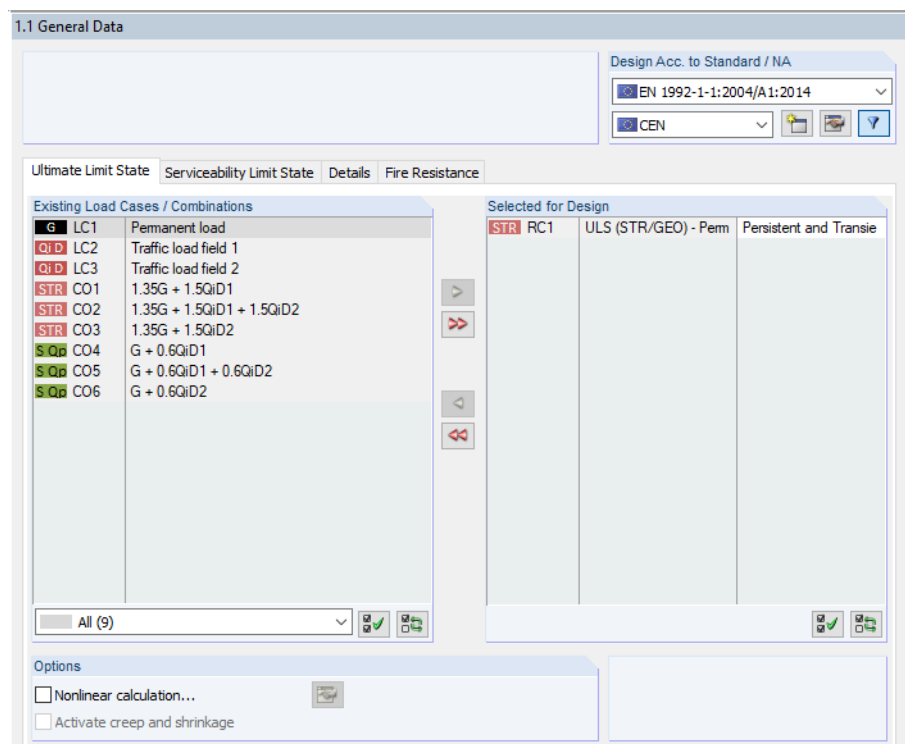 1.1 General Data
Design Acc. to Standard / NA
EN 1992-1-1:2004/A1:2014
CEN
Ultimate Limit State Serviceability Limit State Details Fire Resistance
Existing Load Cases / Combinations
Selected for Design
G LC1 Permanent load
STR RC1 ULS (STR/GEO) - Perm Persistent and Transie
Qi D LC2 Traffic load field 1
Qi D LC3 Traffic load field 2
STR CO1 1.35G + 1.5QiD1
STR CO2 1.35G + 1.5QiD1 + 1.5QiD2
STR CO3 1.35G + 1.5QiD2
S Qp CO4 G + 0.6QiD1
S Qp CO5 G + 0.6QiD1 + 0.6QiD2
S Qp CO6 G + 0.6QiD2
All (9)
Options
Nonlinear calculation...
Activate creep and shrinkage